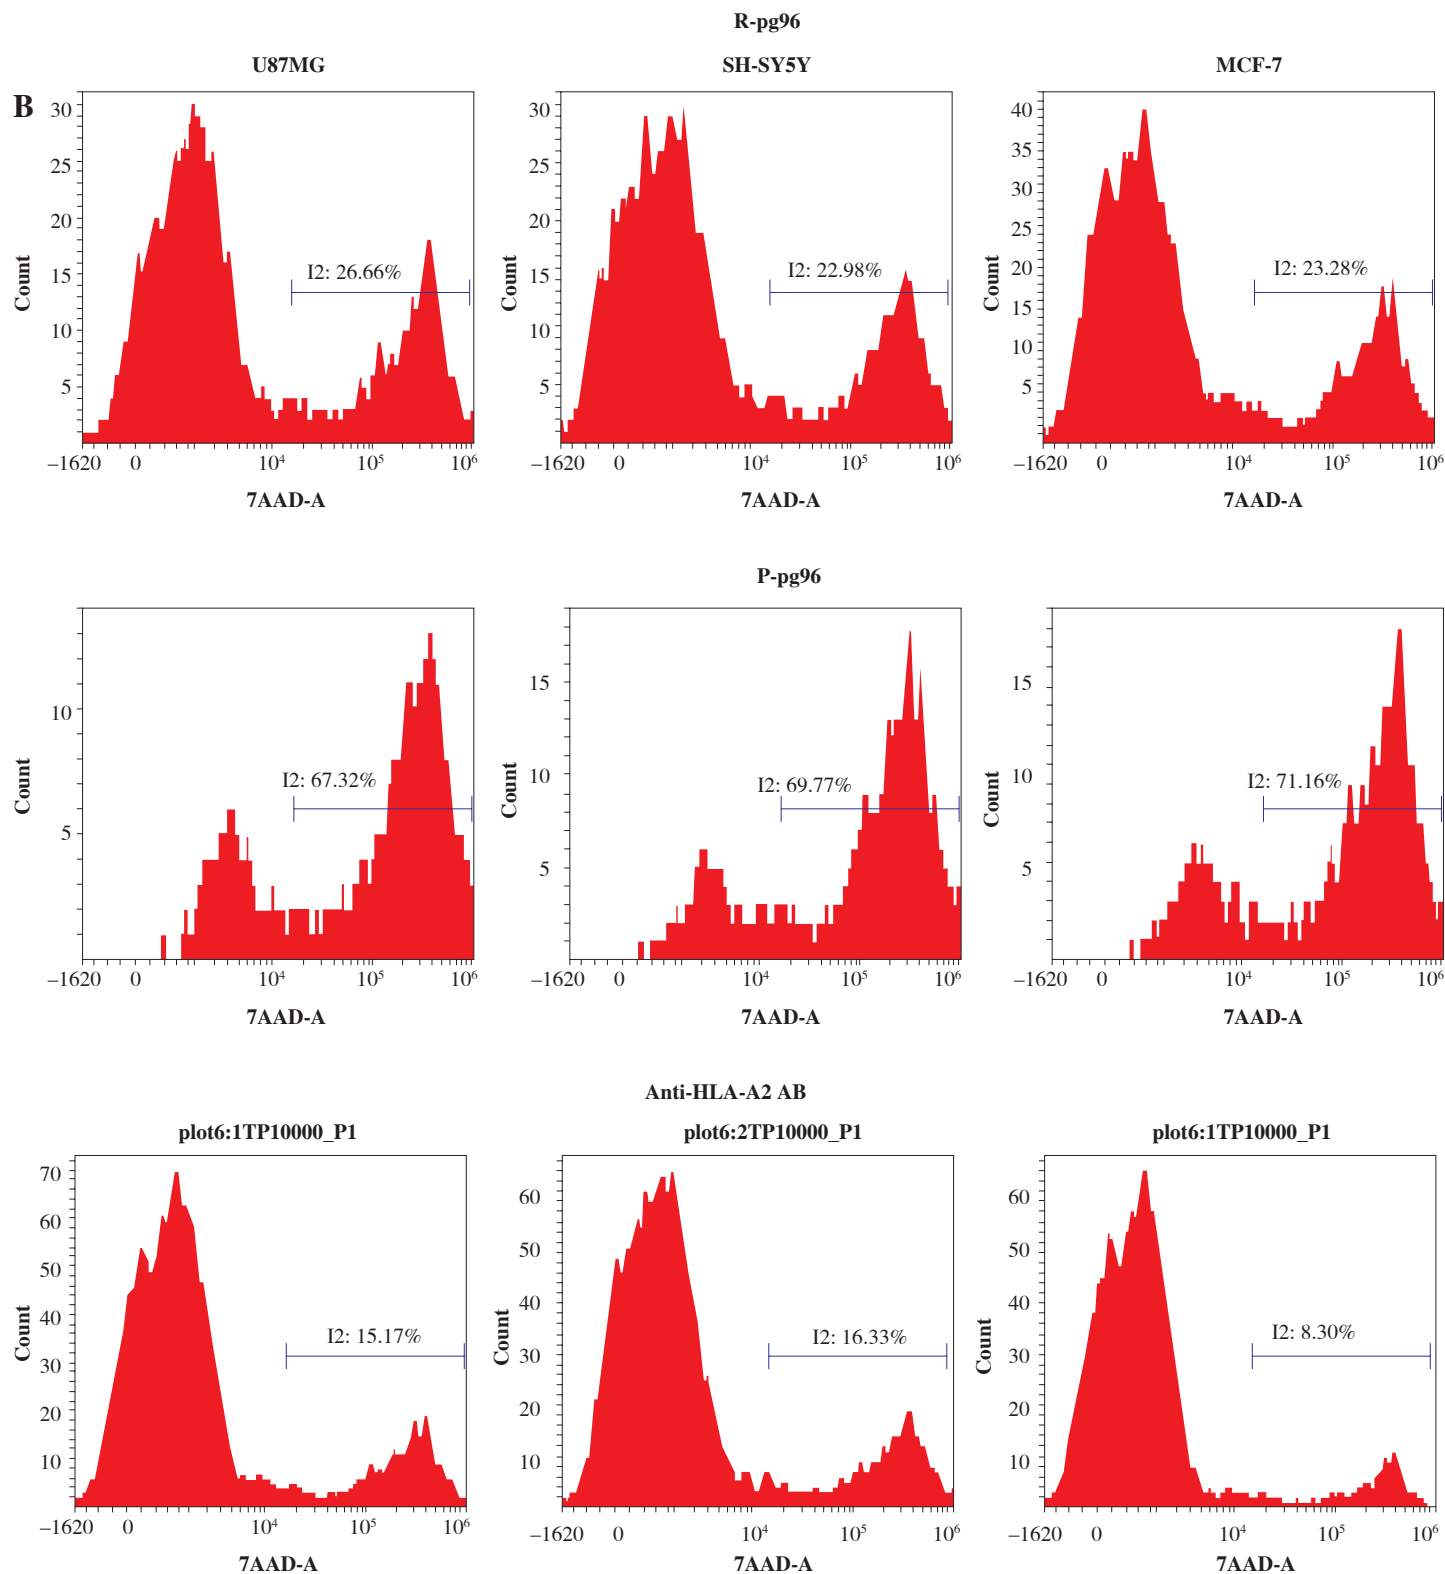 R-pg96
U87MG SH-SY5Y MCF-7
B
30 25 20 15 10 5
Count
I2: 26.66%
−1620 0 10⁴ 10⁵ 10⁶
7AAD-A
30 25 20 15 10 5
Count
I2: 22.98%
−1620 0 10⁴ 10⁵ 10⁶
7AAD-A
40 35 30 25 20 15 10 5
Count
I2: 23.28%
−1620 0 10⁴ 10⁵ 10⁶
7AAD-A
P-pg96
10 5
Count
I2: 67.32%
−1620 0 10⁴ 10⁵ 10⁶
7AAD-A
15 10 5
Count
I2: 69.77%
−1620 0 10⁴ 10⁵ 10⁶
7AAD-A
15 10 5
Count
I2: 71.16%
−1620 0 10⁴ 10⁵ 10⁶
7AAD-A
Anti-HLA-A2 AB
plot6:1TP10000_P1 plot6:2TP10000_P1 plot6:1TP10000_P1
70 60 50 40 30 20 10
Count
I2: 15.17%
−1620 0 10⁴ 10⁵ 10⁶
7AAD-A
60 50 40 30 20 10
Count
I2: 16.33%
−1620 0 10⁴ 10⁵ 10⁶
7AAD-A
60 50 40 30 20 10
Count
I2: 8.30%
−1620 0 10⁴ 10⁵ 10⁶
7AAD-A